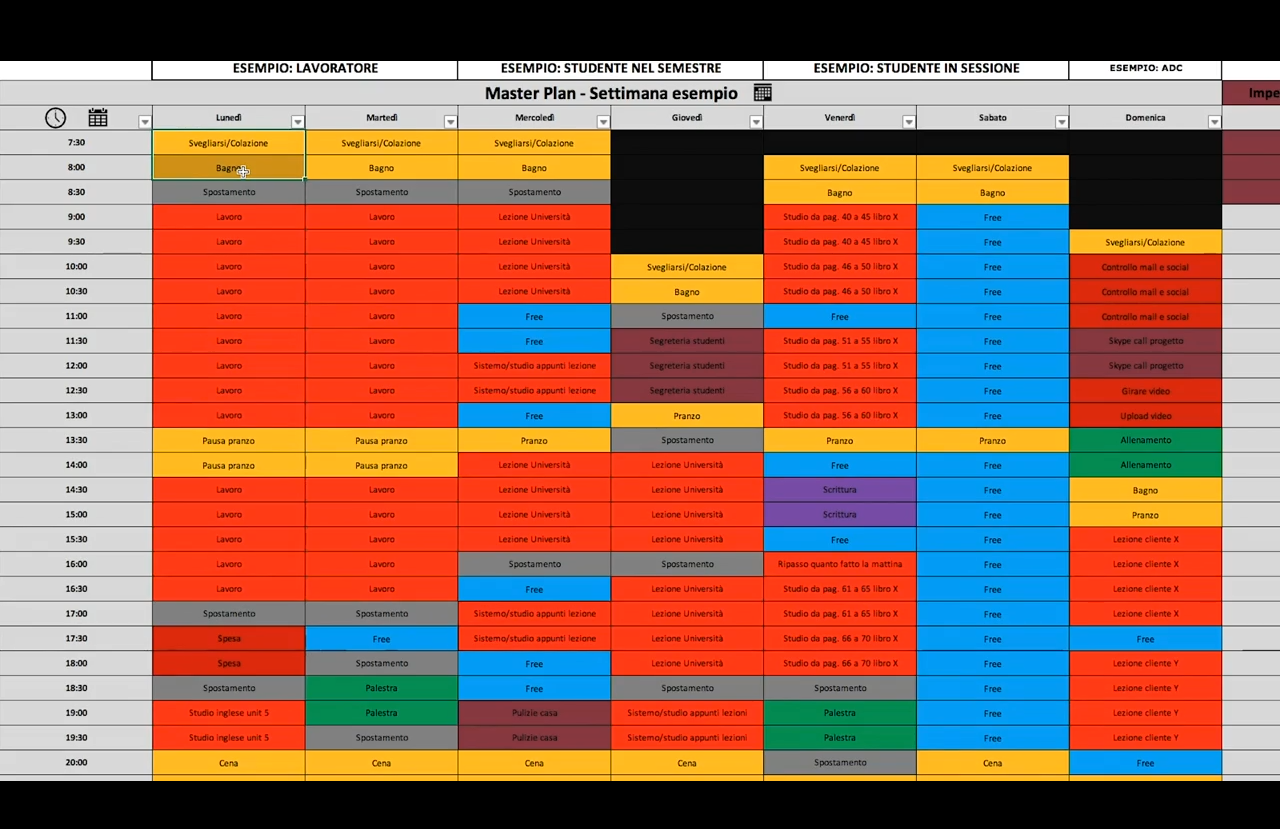 ESEMPIO: LAVORATORE ESEMPIO: STUDENTE NEL SEMESTRE ESEMPIO: STUDENTE IN SESSIONE ESEMPIO: ADC
Master Plan - Settimana esempio Impe
Lunedì Martedì Mercoledì Giovedì Venerdì Sabato Domenica
7:30 Svegliarsi/Colazione Svegliarsi/Colazione Svegliarsi/Colazione
8:00 Bagno Bagno Bagno Svegliarsi/Colazione Svegliarsi/Colazione
8:30 Spostamento Spostamento Spostamento Bagno Bagno
9:00 Lavoro Lavoro Lezione Università Studio da pag. 40 a 45 libro X Free
9:30 Lavoro Lavoro Lezione Università Studio da pag. 40 a 45 libro X Free Svegliarsi/Colazione
10:00 Lavoro Lavoro Lezione Università Svegliarsi/Colazione Studio da pag. 46 a 50 libro X Free Controllo mail e social
10:30 Lavoro Lavoro Lezione Università Bagno Studio da pag. 46 a 50 libro X Free Controllo mail e social
11:00 Lavoro Lavoro Free Spostamento Free Free Controllo mail e social
11:30 Lavoro Lavoro Free Segreteria studenti Studio da pag. 51 a 55 libro X Free Skype call progetto
12:00 Lavoro Lavoro Sistemo/studio appunti lezione Segreteria studenti Studio da pag. 51 a 55 libro X Free Skype call progetto
12:30 Lavoro Lavoro Sistemo/studio appunti lezione Segreteria studenti Studio da pag. 56 a 60 libro X Free Girare video
13:00 Lavoro Lavoro Free Pranzo Studio da pag. 56 a 60 libro X Free Upload video
13:30 Pausa pranzo Pausa pranzo Pranzo Spostamento Pranzo Pranzo Allenamento
14:00 Pausa pranzo Pausa pranzo Lezione Università Lezione Università Free Free Allenamento
14:30 Lavoro Lavoro Lezione Università Lezione Università Scrittura Free Bagno
15:00 Lavoro Lavoro Lezione Università Lezione Università Scrittura Free Pranzo
15:30 Lavoro Lavoro Lezione Università Lezione Università Free Free Lezione cliente X
16:00 Lavoro Lavoro Spostamento Spostamento Ripasso quanto fatto la mattina Free Lezione cliente X
16:30 Lavoro Lavoro Free Lezione Università Studio da pag. 61 a 65 libro X Free Lezione cliente X
17:00 Spostamento Spostamento Sistemo/studio appunti lezione Lezione Università Studio da pag. 61 a 65 libro X Free Lezione cliente X
17:30 Spesa Free Sistemo/studio appunti lezione Lezione Università Studio da pag. 66 a 70 libro X Free Free
18:00 Spesa Spostamento Free Lezione Università Studio da pag. 66 a 70 libro X Free Lezione cliente Y
18:30 Spostamento Palestra Free Spostamento Spostamento Free Lezione cliente Y
19:00 Studio inglese unit 5 Palestra Pulizie casa Sistemo/studio appunti lezioni Palestra Free Lezione cliente Y
19:30 Studio inglese unit 5 Spostamento Pulizie casa Sistemo/studio appunti lezioni Palestra Free Lezione cliente Y
20:00 Cena Cena Cena Cena Spostamento Cena Free